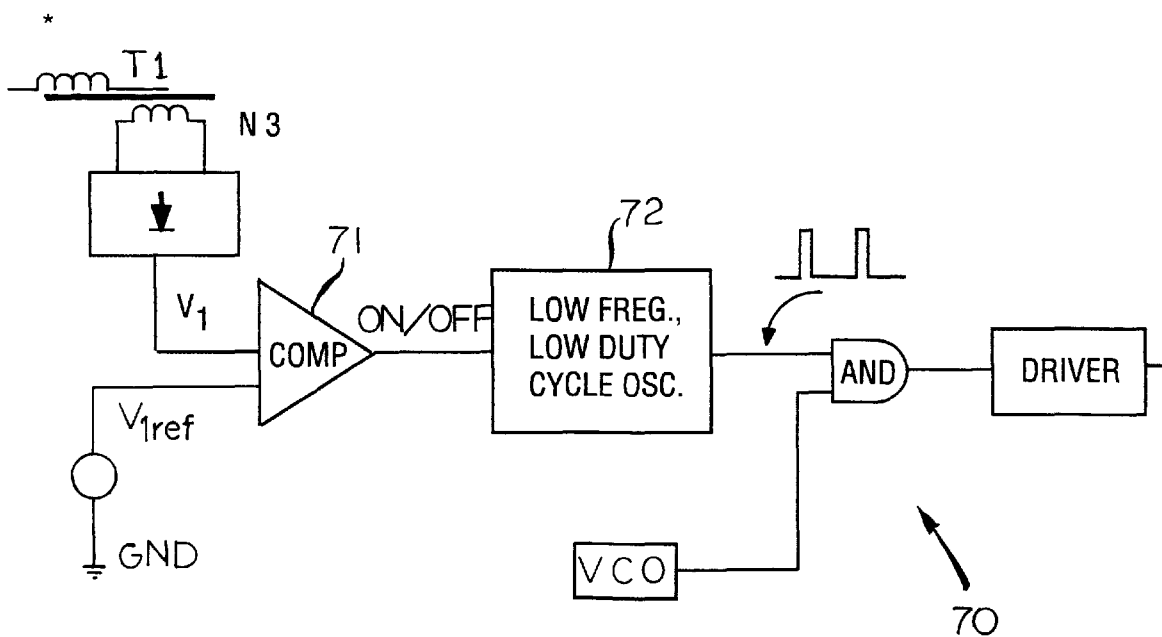 *
T1
N3
72
71
V1
ON/OFF
LOW FREG.,
LOW DUTY
CYCLE OSC.
COMP
AND
DRIVER
V1ref
GND
VCO
70